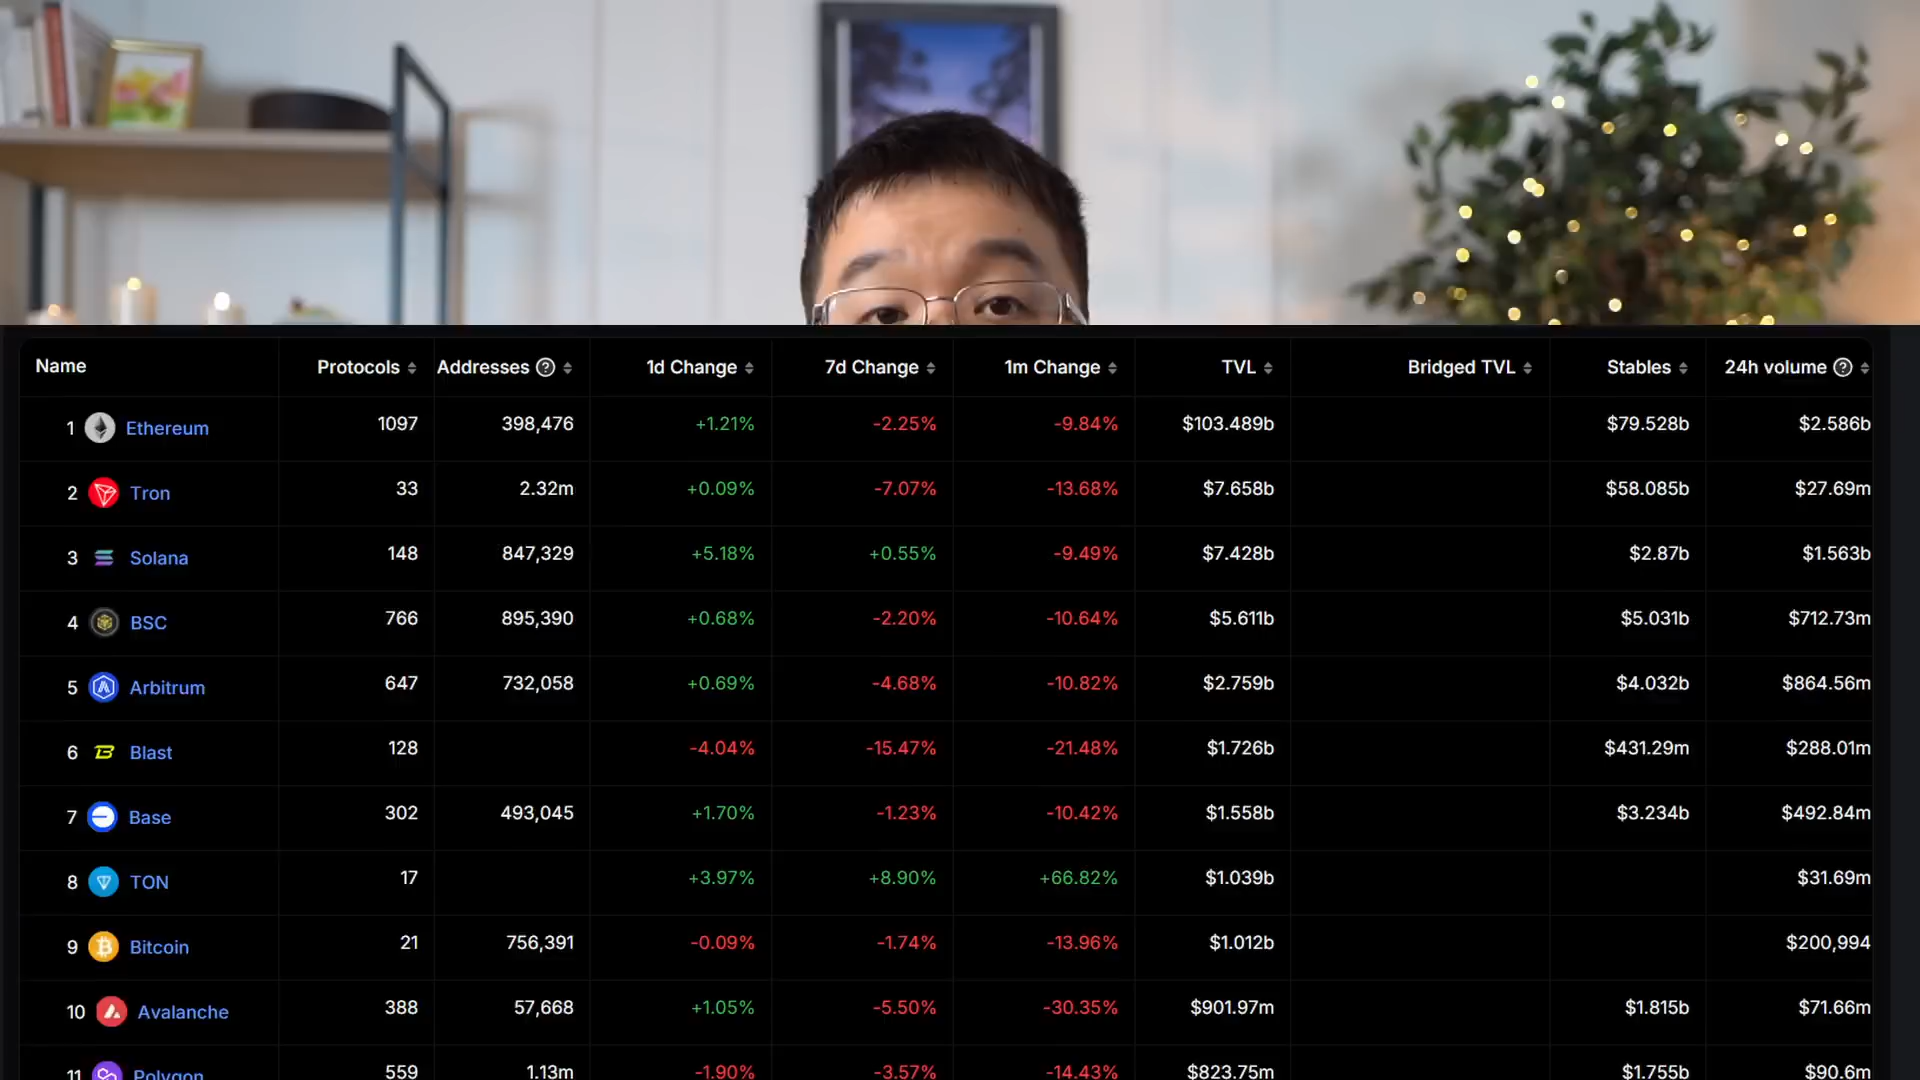 Name Protocols Addresses ? 1d Change 7d Change 1m Change TVL Bridged TVL Stables 24h volume ?
1 Ethereum 1097 398,476 +1.21% -2.25% -9.84% $103.489b $79.528b $2.586b
2 Tron 33 2.32m +0.09% -7.07% -13.68% $7.658b $58.085b $27.69m
3 Solana 148 847,329 +5.18% +0.55% -9.49% $7.428b $2.87b $1.563b
4 BSC 766 895,390 +0.68% -2.20% -10.64% $5.611b $5.031b $712.73m
5 Arbitrum 647 732,058 +0.69% -4.68% -10.82% $2.759b $4.032b $864.56m
6 Blast 128 -4.04% -15.47% -21.48% $1.726b $431.29m $288.01m
7 Base 302 493,045 +1.70% -1.23% -10.42% $1.558b $3.234b $492.84m
8 TON 17 +3.97% +8.90% +66.82% $1.039b $31.69m
9 Bitcoin 21 756,391 -0.09% -1.74% -13.96% $1.012b $200,994
10 Avalanche 388 57,668 +1.05% -5.50% -30.35% $901.97m $1.815b $71.66m
11 Polygon 559 1.13m -1.90% -3.57% -14.43% $823.75m $1.755b $90.6m